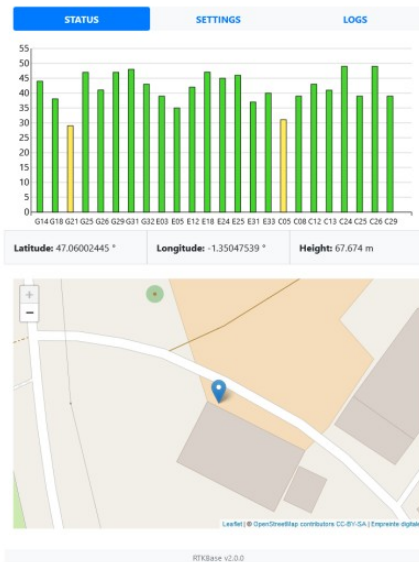 STATUS SETTINGS LOGS
55
50
45
40
35
30
25
20
15
10
5
0
G14 G18 G21 G25 G26 G29 G31 G32 E03 E05 E12 E18 E24 E25 E31 E33 C05 C08 C12 C13 C24 C25 C26 C29
Latitude: 47.06002445 ° Longitude: -1.35047539 ° Height: 67.674 m
+
−
Leaflet | © OpenStreetMap contributors CC-BY-SA | Empreinte digitale
RTKBase v2.0.0